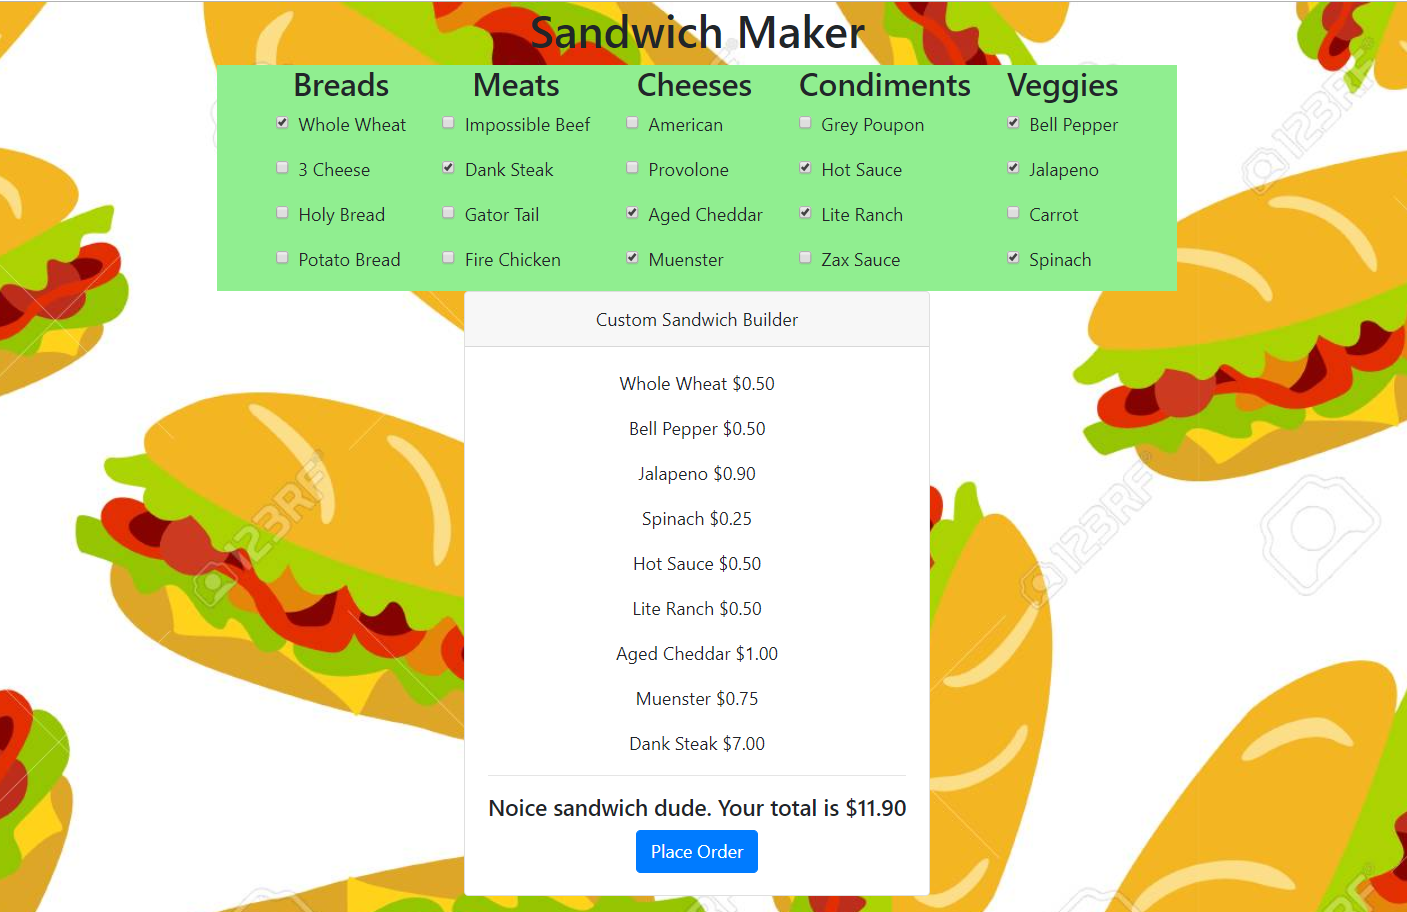 Sandwich Maker
Breads Meats Cheeses Condiments Veggies
Whole Wheat Impossible Beef American Grey Poupon Bell Pepper
3 Cheese Dank Steak Provolone Hot Sauce Jalapeno
Holy Bread Gator Tail Aged Cheddar Lite Ranch Carrot
Potato Bread Fire Chicken Muenster Zax Sauce Spinach
Custom Sandwich Builder
Whole Wheat $0.50
Bell Pepper $0.50
Jalapeno $0.90
Spinach $0.25
Hot Sauce $0.50
Lite Ranch $0.50
Aged Cheddar $1.00
Muenster $0.75
Dank Steak $7.00
Noice sandwich dude. Your total is $11.90
Place Order
123RF
123RF
123RF
123RF